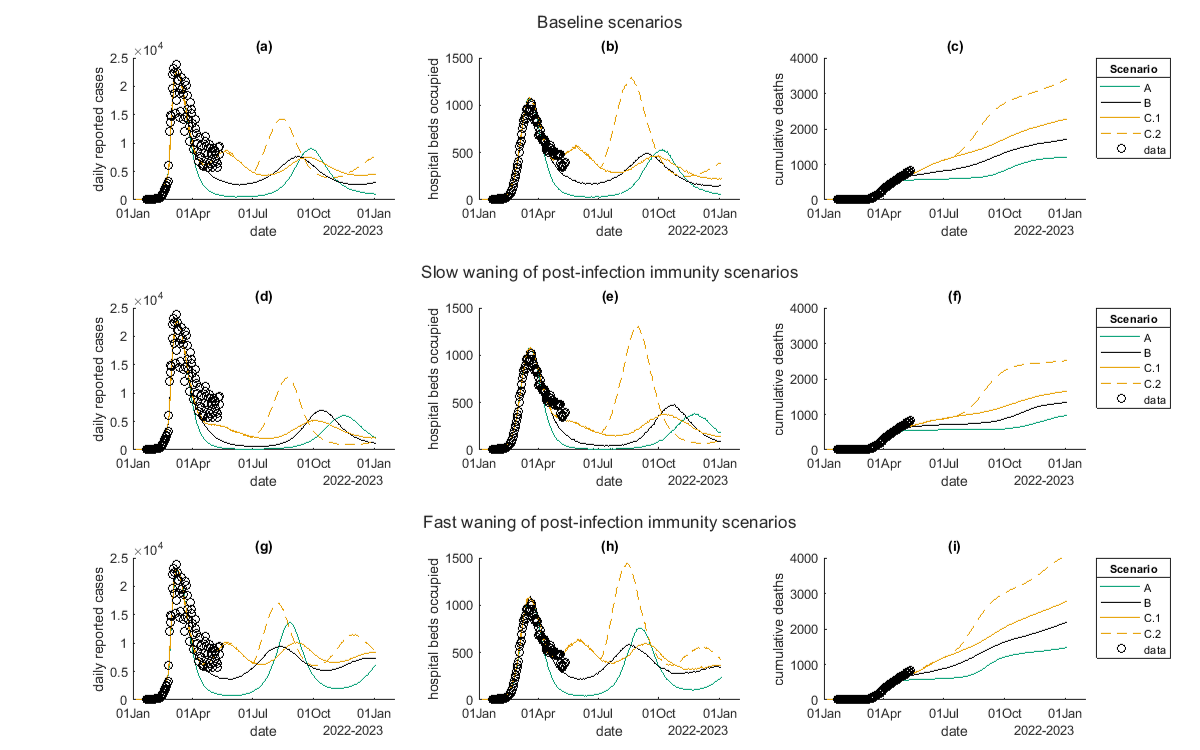 Baseline scenarios
(a)
×10^4
2.5
2
1.5
1
0.5
0
daily reported cases
01Jan 01Apr 01Jul 01Oct 01Jan
date 2022-2023
(b)
1500
1000
500
0
hospital beds occupied
01Jan 01Apr 01Jul 01Oct 01Jan
date 2022-2023
(c)
4000
3000
2000
1000
0
cumulative deaths
01Jan 01Apr 01Oct 01Jan
date 2022-2023
Scenario
A
B
C.1
C.2
data
Slow waning of post-infection immunity scenarios
(d)
×10^4
2.5
2
1.5
1
0.5
0
daily reported cases
01Jan 01Apr 01Jul 01Oct 01Jan
date 2022-2023
(e)
1500
1000
500
0
hospital beds occupied
01Jan 01Apr 01Jul 01Oct 01Jan
date 2022-2023
(f)
4000
3000
2000
1000
0
cumulative deaths
01Jan 01Apr 01Oct 01Jan
date 2022-2023
Scenario
A
B
C.1
C.2
data
Fast waning of post-infection immunity scenarios
(g)
×10^4
2.5
2
1.5
1
0.5
0
daily reported cases
01Jan 01Apr 01Jul 01Oct 01Jan
date 2022-2023
(h)
1500
1000
500
0
hospital beds occupied
01Jan 01Apr 01Jul 01Oct 01Jan
date 2022-2023
(i)
4000
3000
2000
1000
0
cumulative deaths
01Jan 01Apr 01Jul 01Oct 01Jan
date 2022-2023
Scenario
A
B
C.1
C.2
data